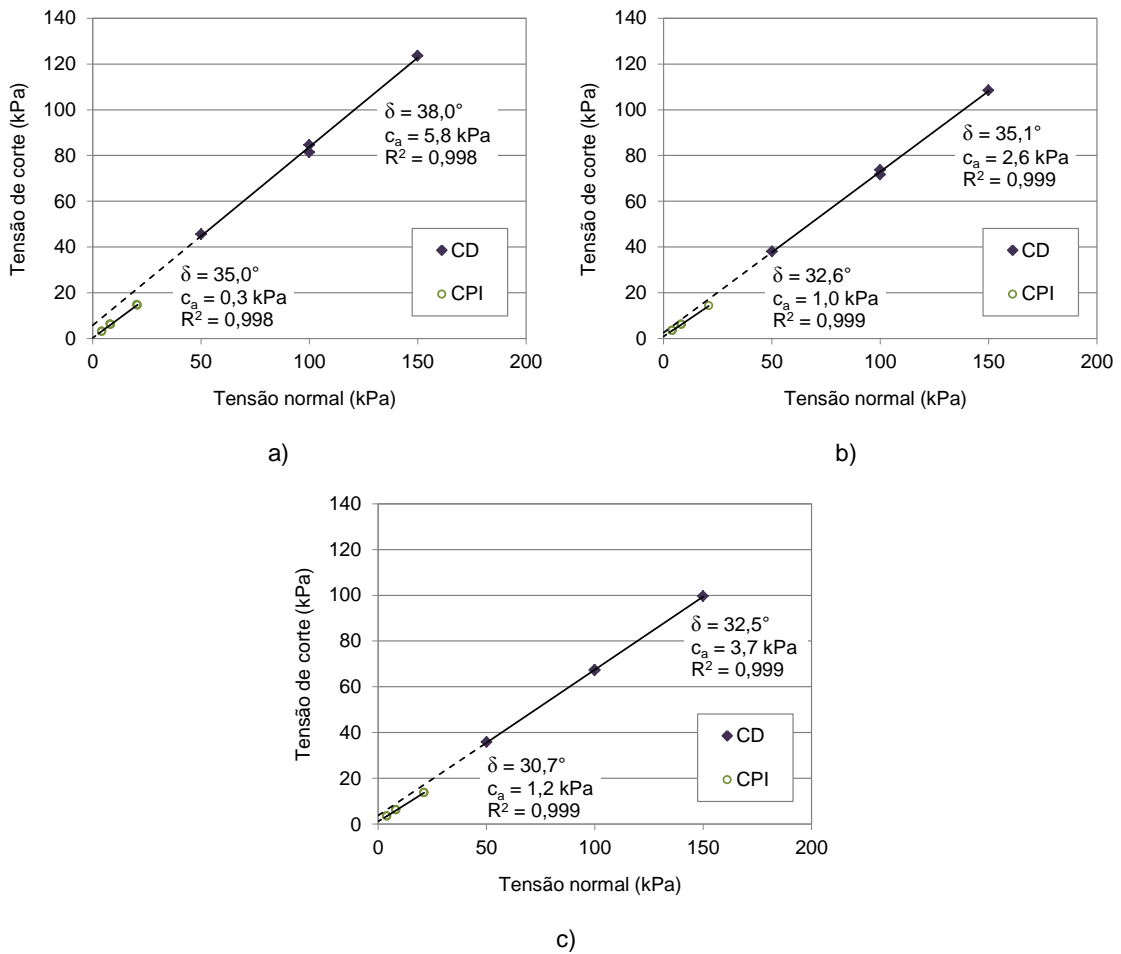 140
120
100
80
60
40
20
0
0 50 100 150 200
Tensão de corte (kPa)
Tensão normal (kPa)
δ = 38,0°
cₐ = 5,8 kPa
R² = 0,998
δ = 35,0°
cₐ = 0,3 kPa
R² = 0,998
CD
CPI
a)
140
120
100
80
60
40
20
0
0 50 100 150 200
Tensão de corte (kPa)
Tensão normal (kPa)
δ = 35,1°
cₐ = 2,6 kPa
R² = 0,999
δ = 32,6°
cₐ = 1,0 kPa
R² = 0,999
CD
CPI
b)
140
120
100
80
60
40
20
0
0 50 100 150 200
Tensão de corte (kPa)
Tensão normal (kPa)
δ = 32,5°
cₐ = 3,7 kPa
R² = 0,999
δ = 30,7°
cₐ = 1,2 kPa
R² = 0,999
CD
CPI
c)